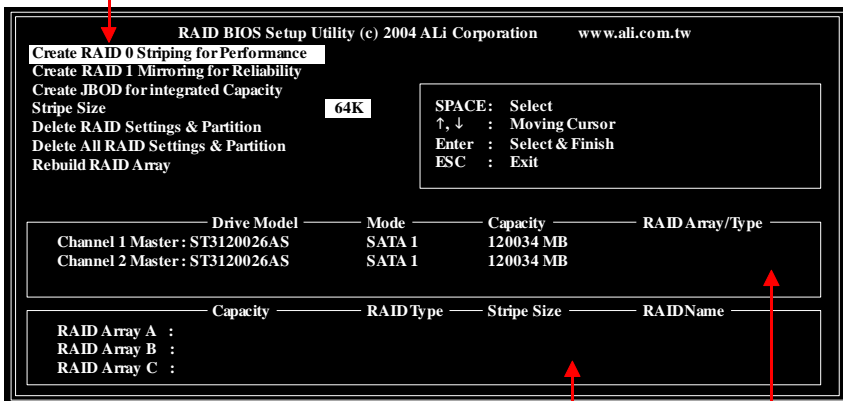 RAID BIOS Setup Utility (c) 2004 ALi Corporation www.ali.com.tw
Create RAID 0 Striping for Performance
Create RAID 1 Mirroring for Reliability
Create JBOD for integrated Capacity
Stripe Size 64K
Delete RAID Settings & Partition
Delete All RAID Settings & Partition
Rebuild RAID Array
SPACE: Select
↑, ↓ : Moving Cursor
Enter : Select & Finish
ESC : Exit
Drive Model Mode Capacity RAID Array/Type
Channel 1 Master : ST3120026AS SATA 1 120034 MB
Channel 2 Master : ST3120026AS SATA 1 120034 MB
Capacity RAID Type Stripe Size RAIDName
RAID Array A :
RAID Array B :
RAID Array C :